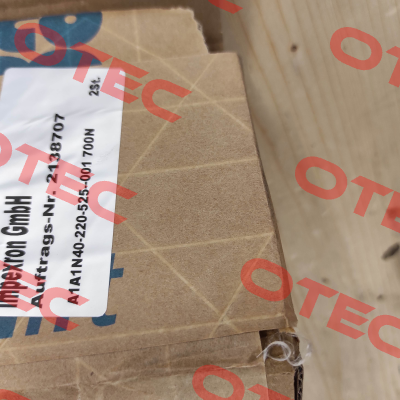 Impexron GmbH
Auftrags-Nr. 2138707
2St.
A1A1N40-220-525--001 700N
OTEC
OTEC
OTEC
OTEC
OTEC